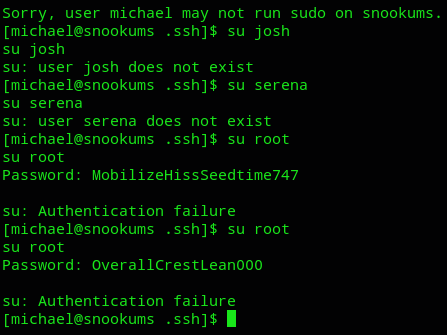 Sorry, user michael may not run sudo on snookums.
[michael@snookums .ssh]$ su josh
su josh
su: user josh does not exist
[michael@snookums .ssh]$ su serena
su serena
su: user serena does not exist
[michael@snookums .ssh]$ su root
su root
Password: MobilizeHissSeedtime747
su: Authentication failure
[michael@snookums .ssh]$ su root
su root
Password: OverallCrestLean000
su: Authentication failure
[michael@snookums .ssh]$